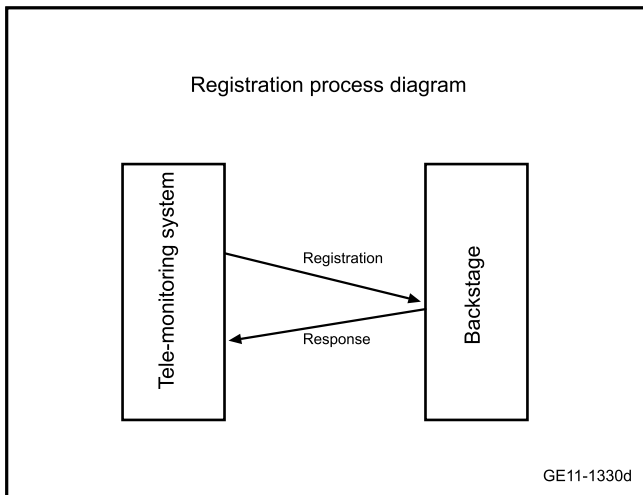 Registration process diagram
Tele-monitoring system
Registration
Response
Backstage
GE11-1330d